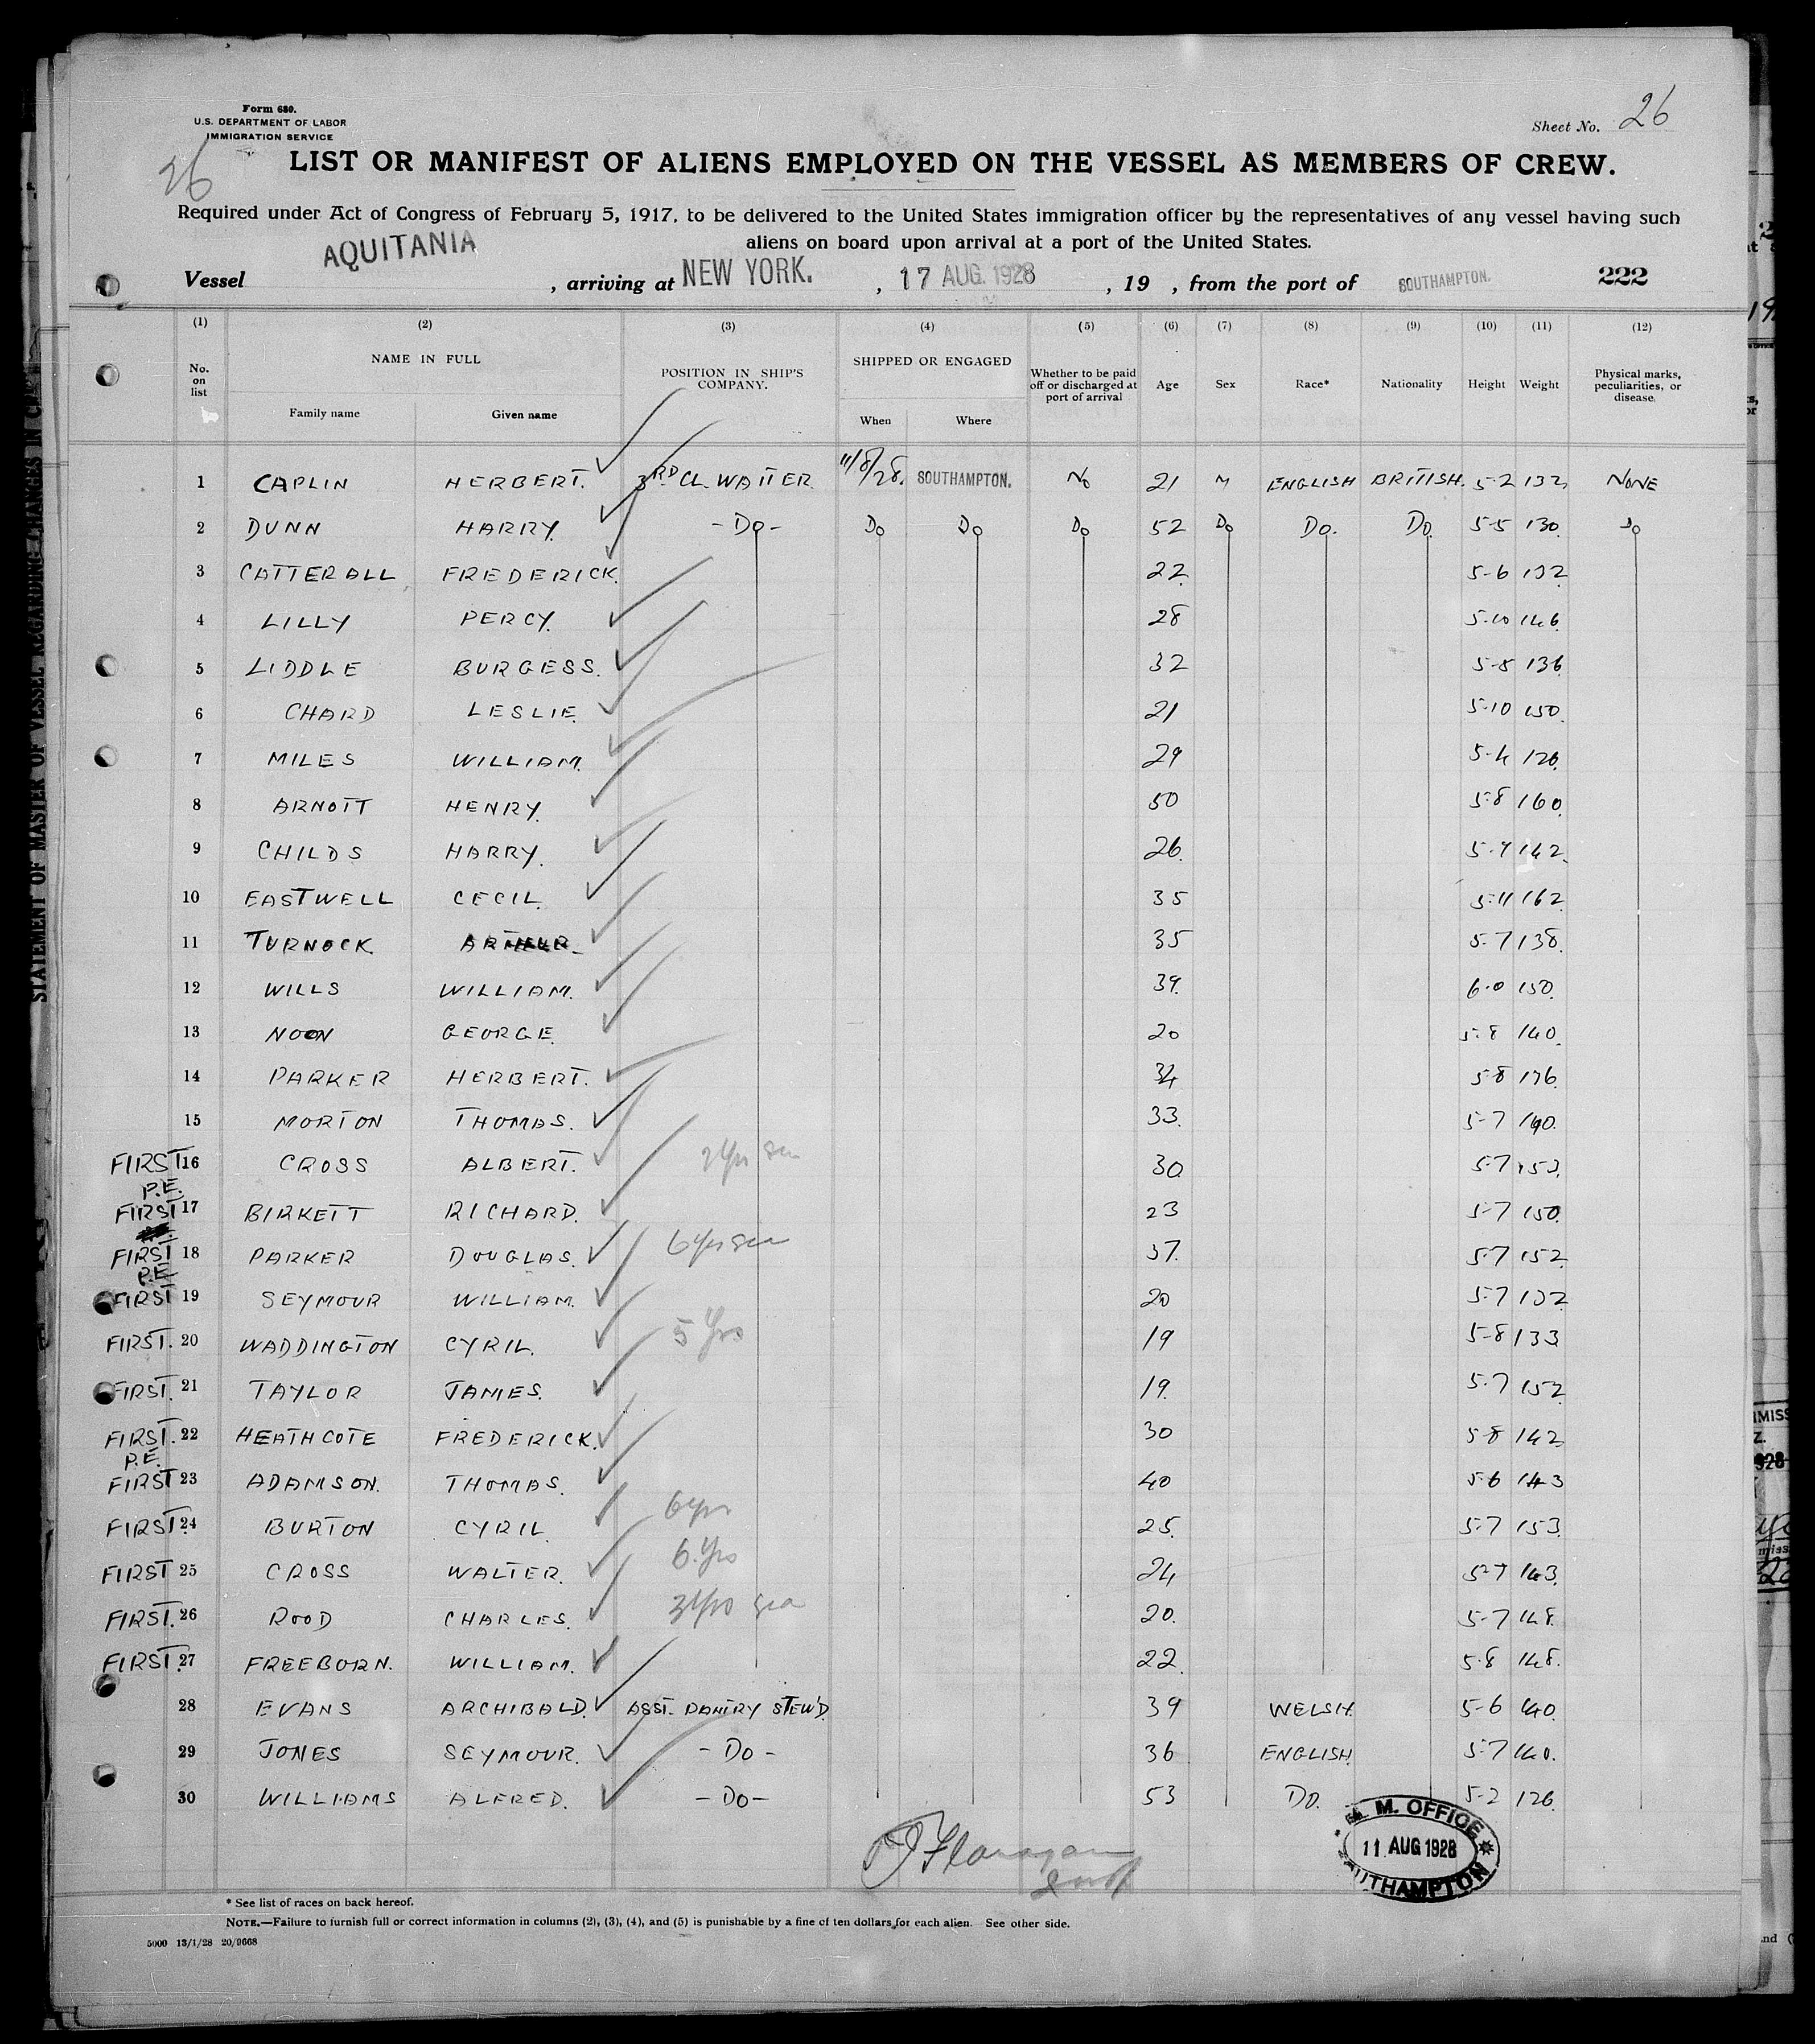 Form 680.
U.S. DEPARTMENT OF LABOR
IMMIGRATION SERVICE
Sheet No. 26
26
LIST OR MANIFEST OF ALIENS EMPLOYED ON THE VESSEL AS MEMBERS OF CREW.
Required under Act of Congress of February 5, 1917, to be delivered to the United States immigration officer by the representatives of any vessel having such
aliens on board upon arrival at a port of the United States.
Vessel AQUITANIA, arriving at NEW YORK., 17 AUG. 1928, 19 , from the port of SOUTHAMPTON. 222
(1) (2) (3) (4) (5) (6) (7) (8) (9) (10) (11) (12)
No. on list NAME IN FULL POSITION IN SHIP'S COMPANY. SHIPPED OR ENGAGED Whether to be paid off or discharged at port of arrival Age Sex Race* Nationality Height Weight Physical marks, peculiarities, or disease
Family name Given name When Where
1 CAPLIN HERBERT. 3RD CL. WAITER 11/8/28. SOUTHAMPTON. No 21 M ENGLISH BRITISH. 5-2 132 NONE
2 DUNN HARRY. -Do- Do Do Do 52 Do Do. Do 5-5 130. Do
3 CATTERALL FREDERICK. 22. 5-6 132
4 LILLY PERCY. 28 5-10 146.
5 LIDDLE BURGESS. 32 5-8 136
6 CHARD LESLIE. 21 5-10 150.
7 MILES WILLIAM. 29 5-4 126.
8 ARNOTT HENRY. 50 5-8 160.
9 CHILDS HARRY. 26. 142.
10 EASTWELL CECIL. 35 5-11 162
11 TURNOCK ARTHUR. 35 5-7 138.
12 WILLS WILLIAM. 39. 6-0 150.
13 NOON GEORGE. 20 5-8 140.
14 PARKER HERBERT. 34 5-8 176.
15 MORTON THOMAS. 33. 5-7 190.
FIRST 16 CROSS ALBERT. 30 5-7 152.
P.E.
FIRST 17 BIRKETT RICHARD. 23 5-7 150.
FIRST 18 PARKER DOUGLAS. 6 yrs sea 37. 5-7 152.
P.E.
FIRST 19 SEYMOUR WILLIAM. 20 5-7 132
FIRST. 20 WADDINGTON CYRIL. 5 Yrs 19 5-8 133
FIRST. 21 TAYLOR JAMES. 19. 5-7 152
FIRST. 22 HEATHCOTE FREDERICK. 30 5-8 142
P.E.
FIRST 23 ADAMSON. THOMAS. 40 5-6 143
FIRST. 24 BURTON CYRIL. 6 yrs 25. 5-7 153.
FIRST 25 CROSS WALTER. 6. Yrs 24 5-7 143.
FIRST. 26 ROOD CHARLES. 3 Yrs sea 20. 5-7 148.
FIRST. 27 FREEBORN. WILLIAM. 22. 5-8 148.
28 EVANS ARCHIBALD. ASST. PANTRY STEW'D. 39 WELSH. 5-6 140.
29 JONES SEYMOUR. -Do- 36 ENGLISH. 5-7 140.
30 WILLIAMS ALFRED. -Do- 53 Do. 5-2 126.
M. OFFICE
11 AUG 1928
SOUTHAMPTON
* See list of races on back hereof.
NOTE.—Failure to furnish full or correct information in columns (2), (3), (4), and (5) is punishable by a fine of ten dollars for each alien. See other side.
5000 13/1/28 20/9668